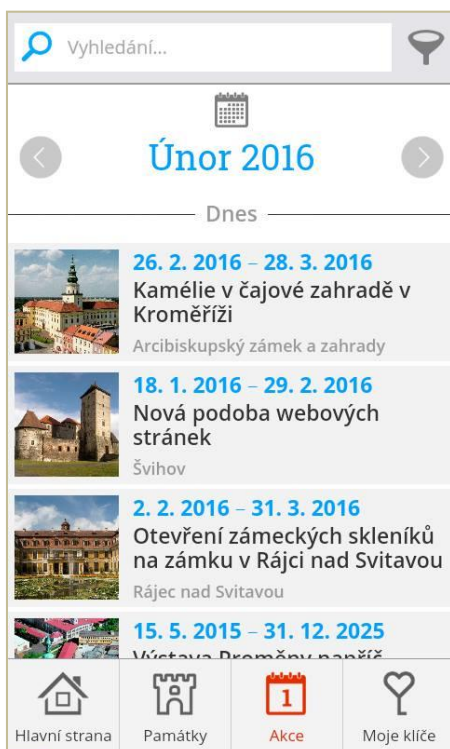 Vyhledání...
Únor 2016
Dnes
26. 2. 2016 – 28. 3. 2016
Kamélie v čajové zahradě v
Kroměříži
Arcibiskupský zámek a zahrady
18. 1. 2016 – 29. 2. 2016
Nová podoba webových
stránek
Švihov
2. 2. 2016 – 31. 3. 2016
Otevření zámeckých skleníků
na zámku v Rájci nad Svitavou
Rájec nad Svitavou
15. 5. 2015 – 31. 12. 2025
Výstava Proměny napříč
1
Hlavní strana
Památky
Akce
Moje klíče